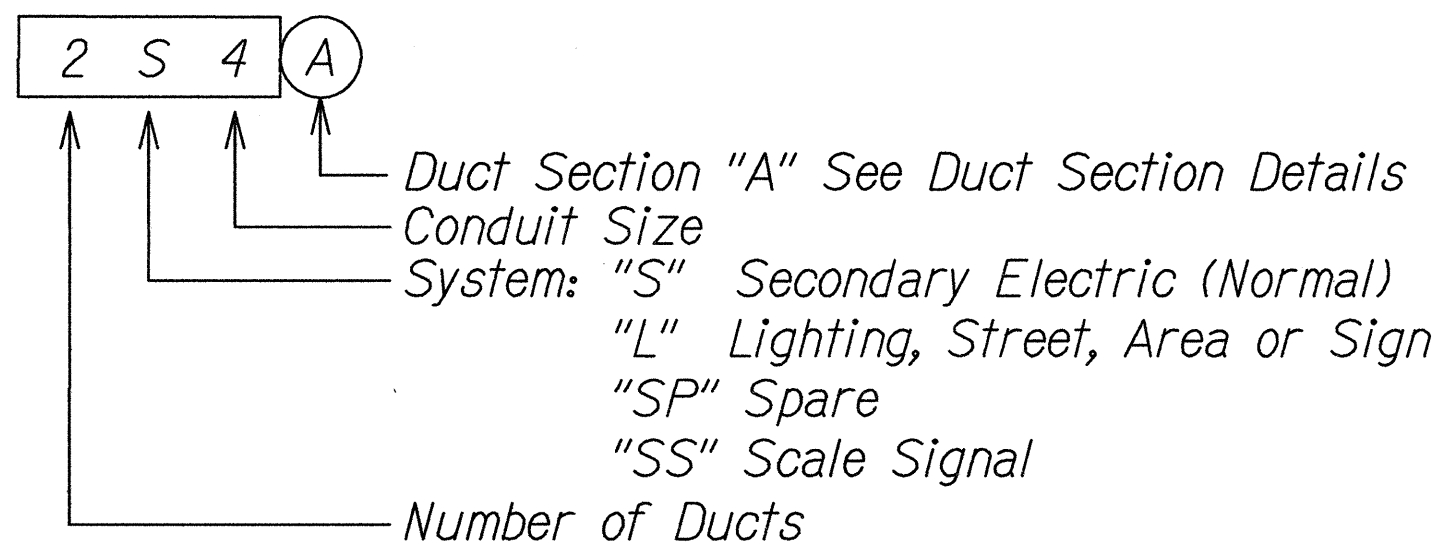 2 S 4 A
Duct Section "A" See Duct Section Details
Conduit Size
System: "S" Secondary Electric (Normal)
"L" Lighting, Street, Area or Sign
"SP" Spare
"SS" Scale Signal
Number of Ducts